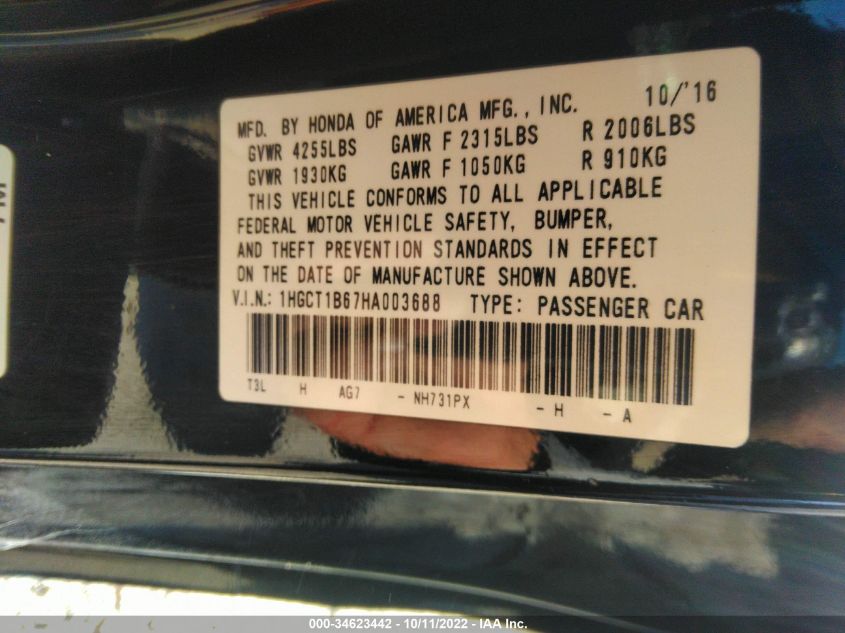 MFD. BY HONDA OF AMERICA MFG., INC. 10/'16
GVWR 4255LBS GAWR F 2315LBS R 2006LBS
GVWR 1930KG GAWR F 1050KG R 910KG
THIS VEHICLE CONFORMS TO ALL APPLICABLE
FEDERAL MOTOR VEHICLE SAFETY, BUMPER,
AND THEFT PREVENTION STANDARDS IN EFFECT
ON THE DATE OF MANUFACTURE SHOWN ABOVE.
V.I.N.: 1HGCT1B67HA003688 TYPE: PASSENGER CAR
T3L H AG7 - NH731PX - H - A
000-34623442 - 10/11/2022 - IAA Inc.